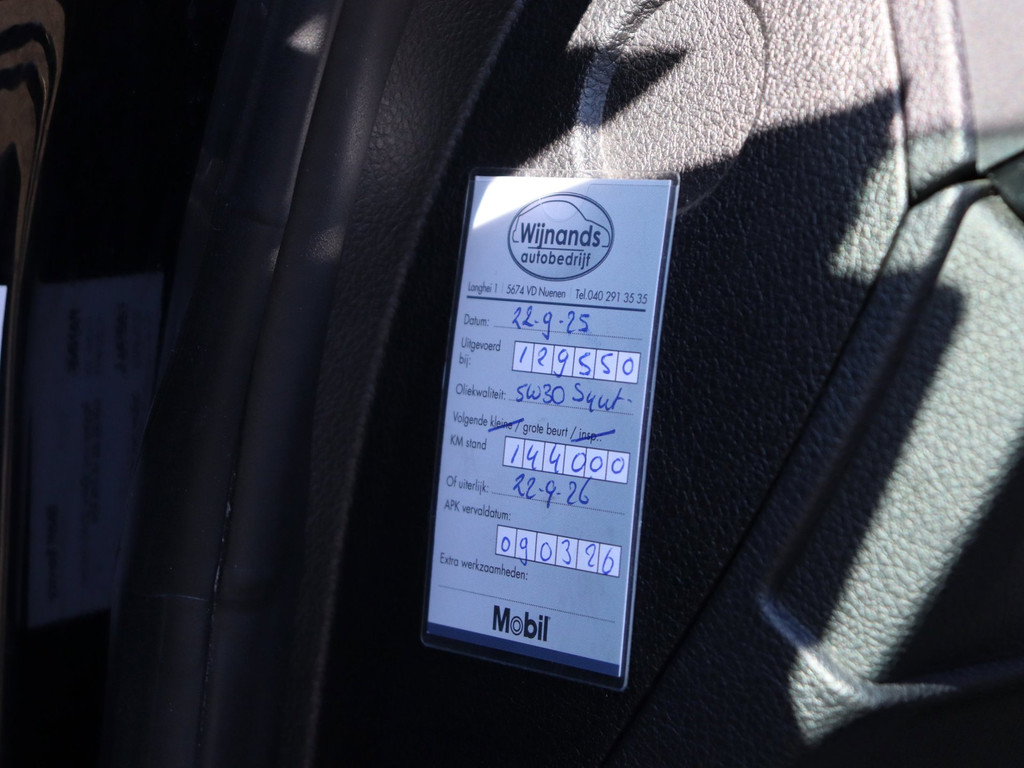 Wijnands
autobedrijf
Langhei 1 | 5674 VD Nuenen | Tel.040 291 35 35
Datum: 22-9-25
Uitgevoerd bij: 129550
Oliekwaliteit: 5W30 Synt-
Volgende kleine / grote beurt / insp..
KM stand 144000
Of uiterlijk: 22-9-26
APK vervaldatum:
090326
Extra werkzaamheden:
Mobil